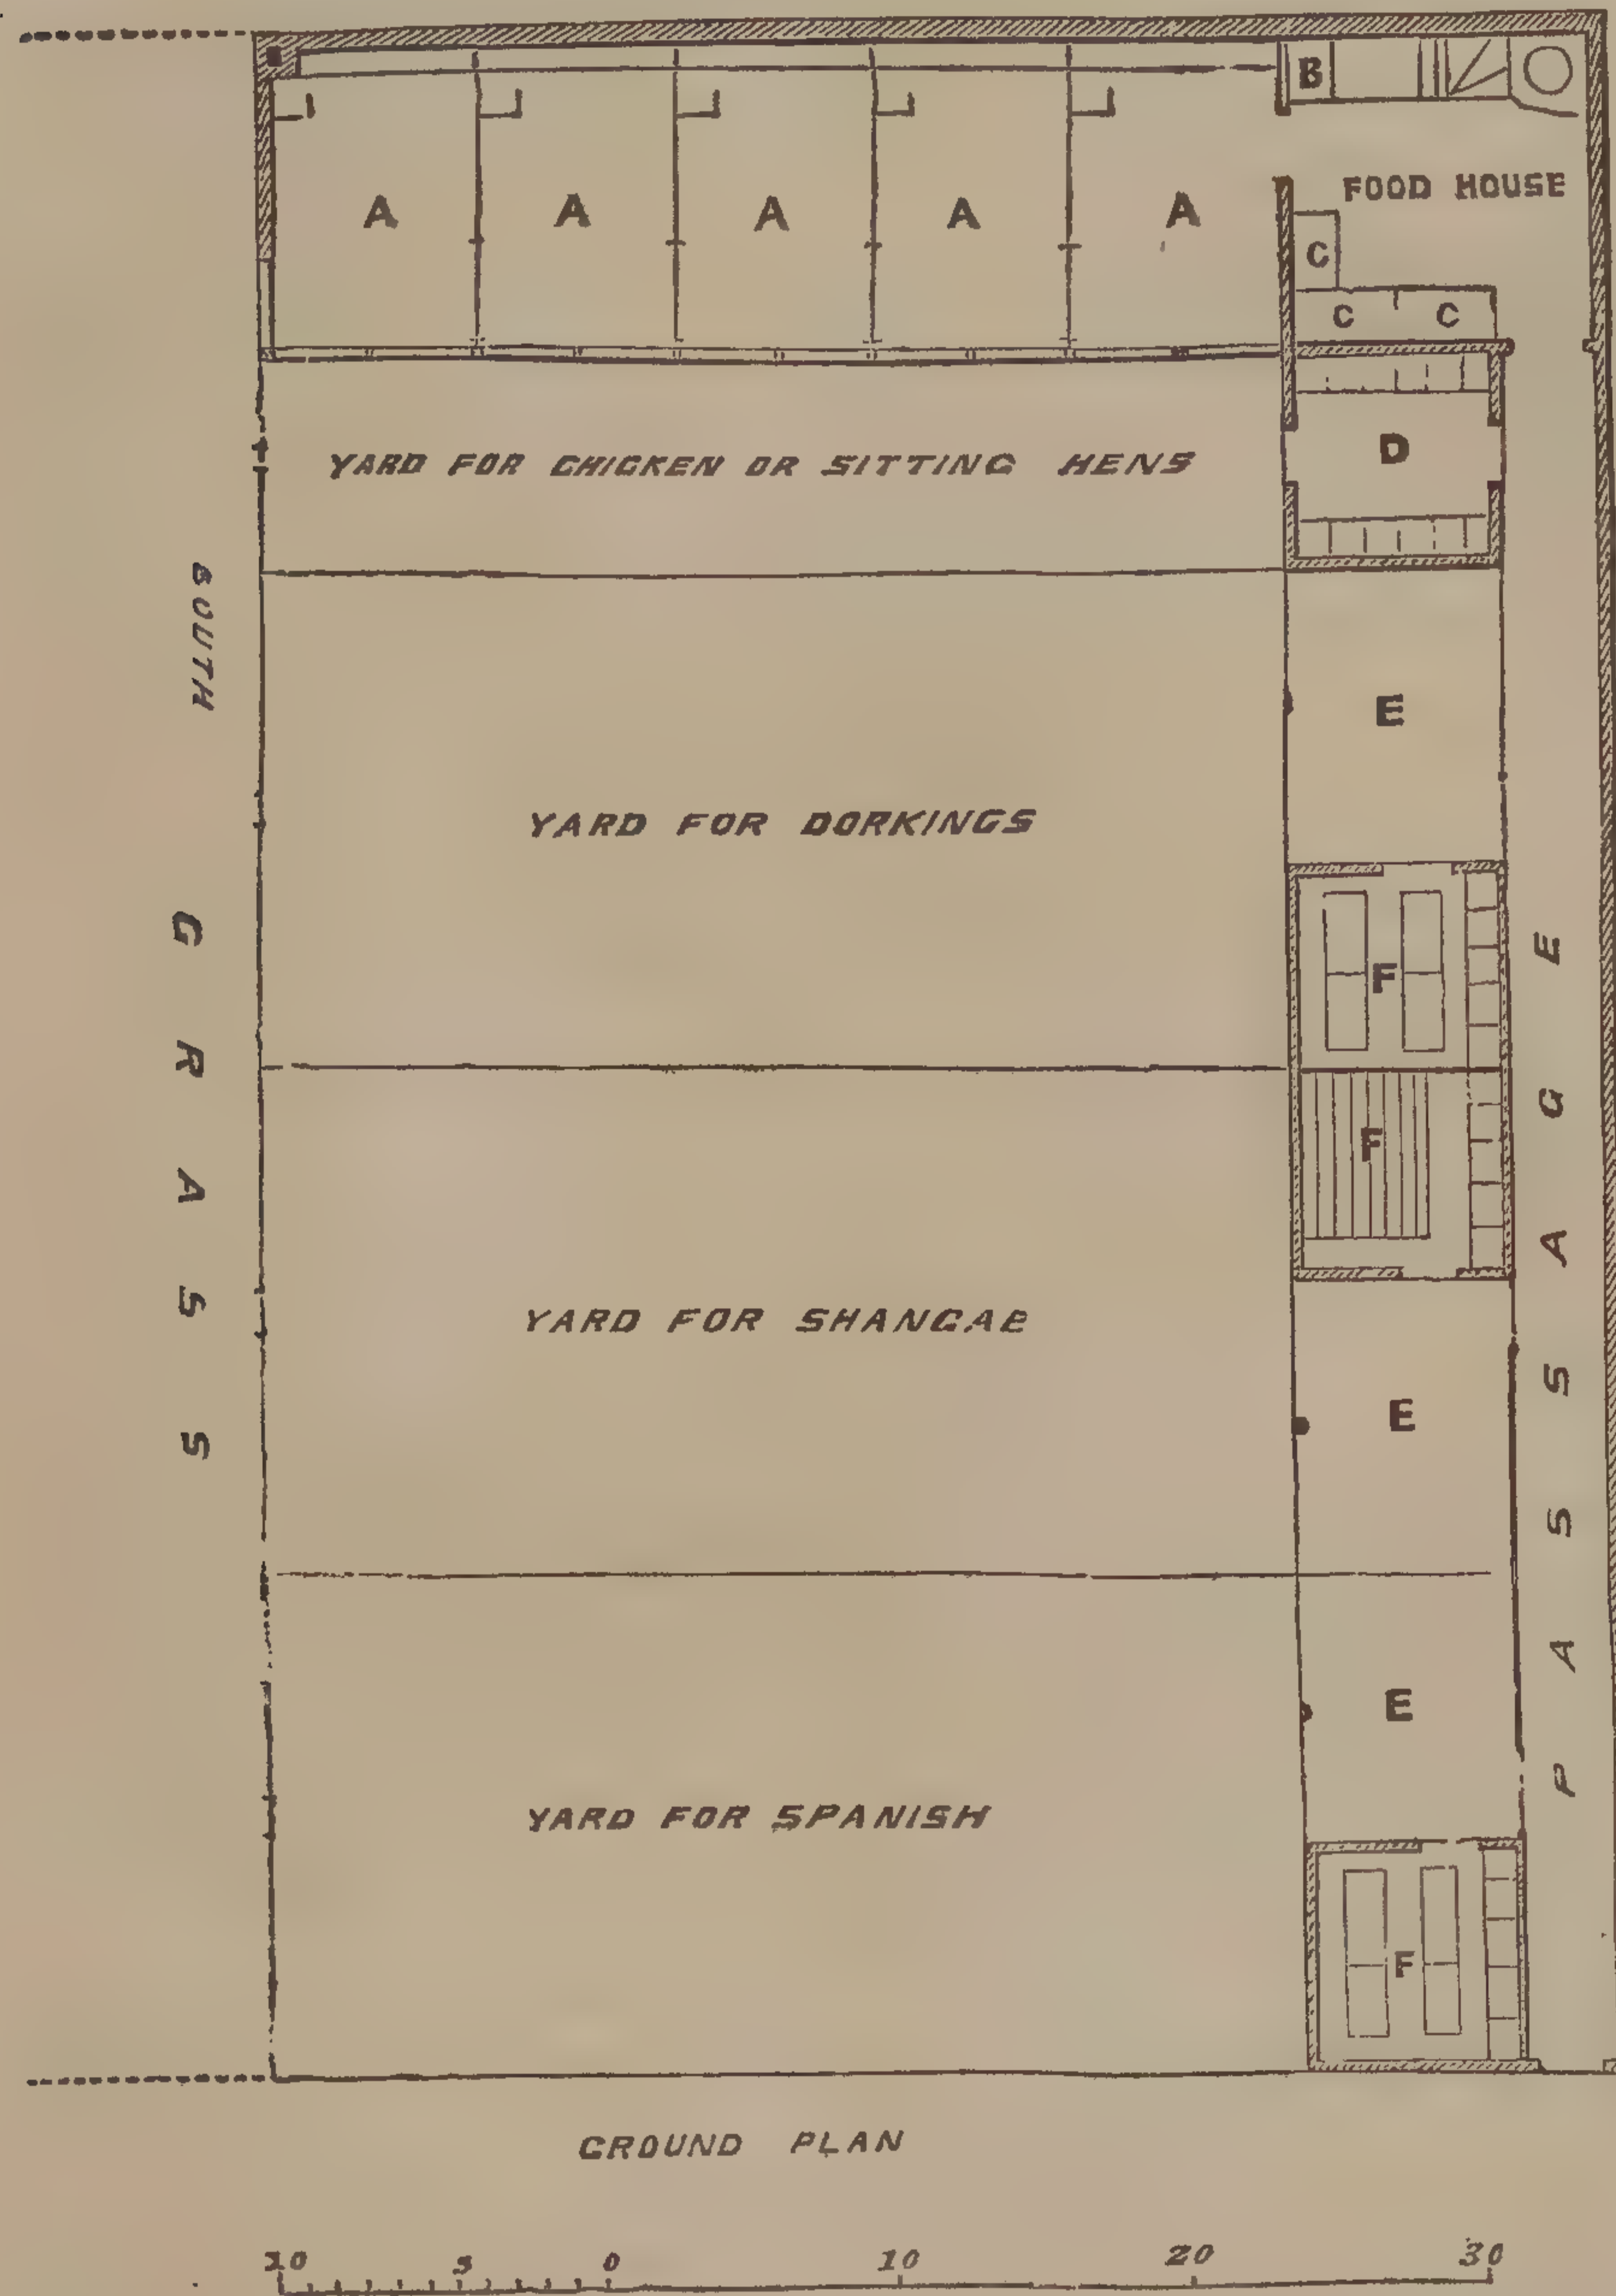 B
FOOD HOUSE
A A A A A
C
C C
YARD FOR CHICKEN OR SITTING HENS
D
SOUTH
E
YARD FOR DORKINGS
GRASS
F
PASSAGE
F
YARD FOR SHANGAE
E
E
YARD FOR SPANISH
F
GROUND PLAN
10 5 0 10 20 30